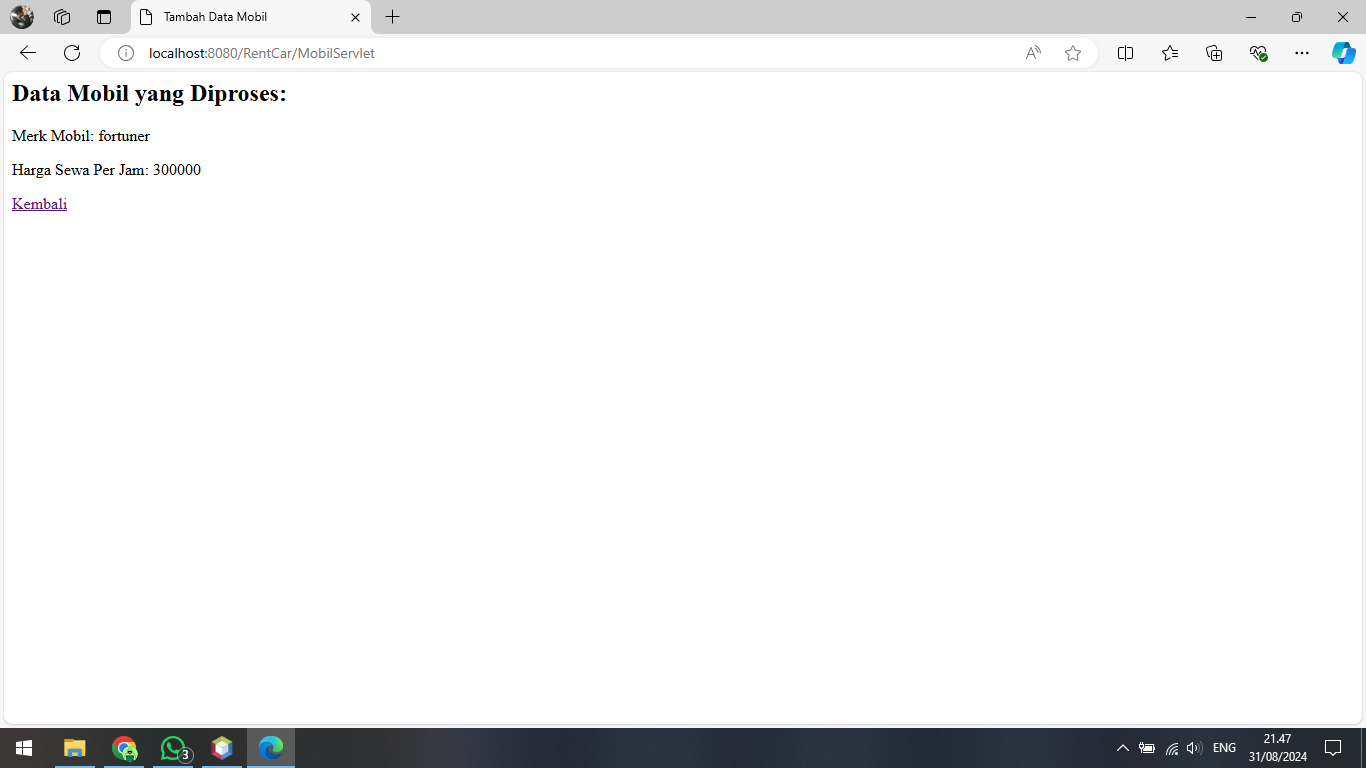 Tambah Data Mobil
localhost:8080/RentCar/MobilServlet
Data Mobil yang Diproses:
Merk Mobil: fortuner
Harga Sewa Per Jam: 300000
Kembali
3
ENG
21.47
31/08/2024